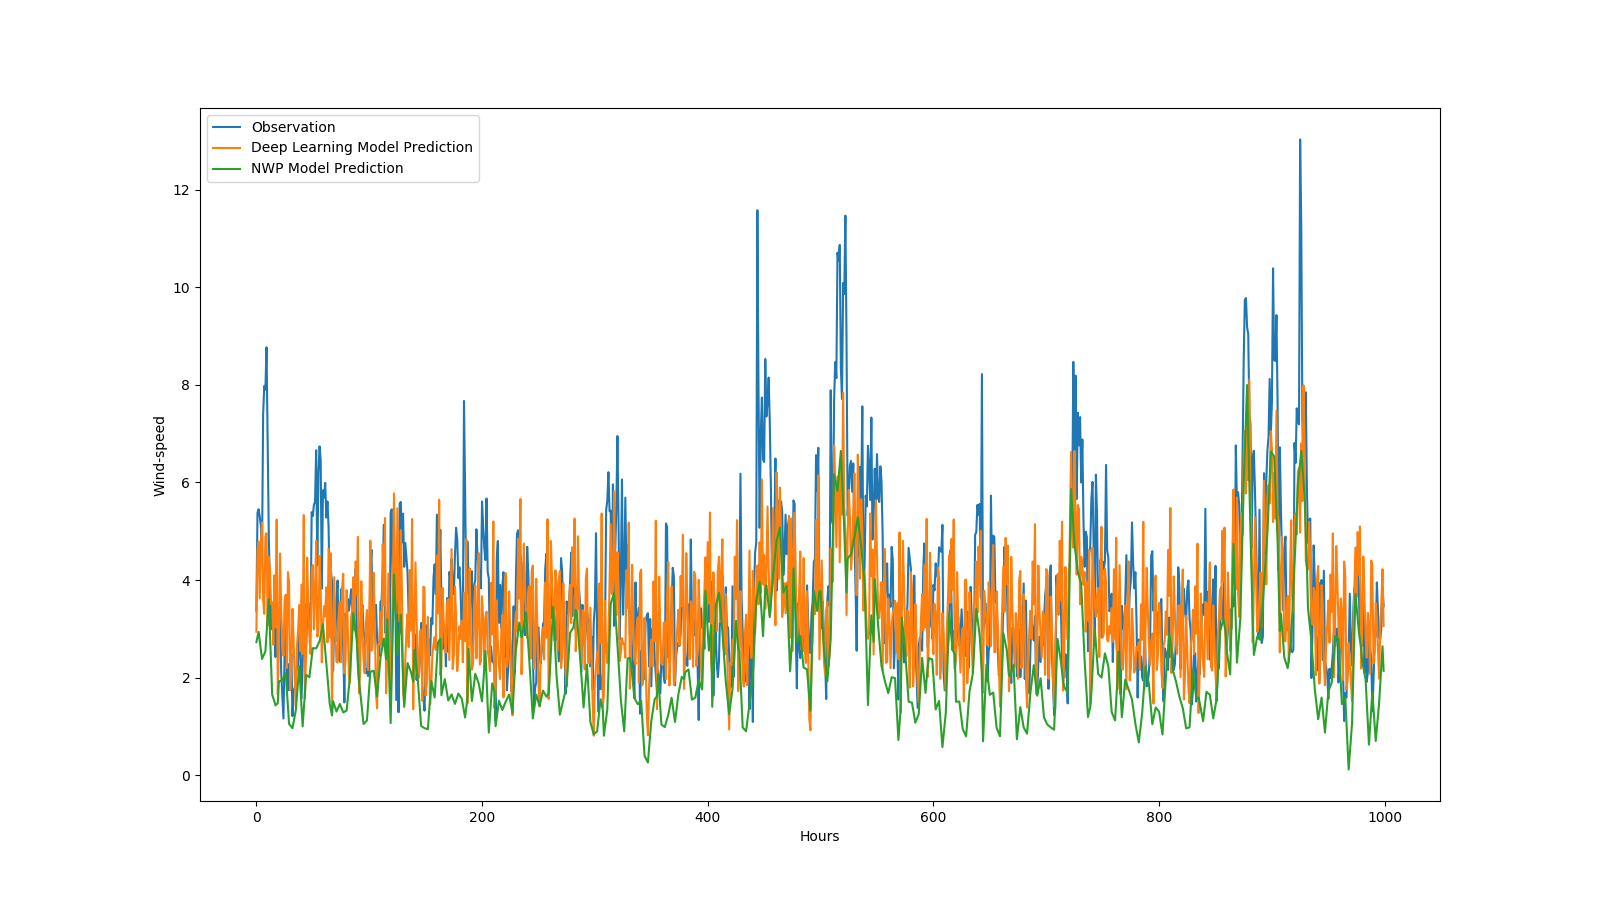 Observation
Deep Learning Model Prediction
NWP Model Prediction
12
10
8
6
4
2
0
Wind-speed
0 200 400 600 800 1000
Hours